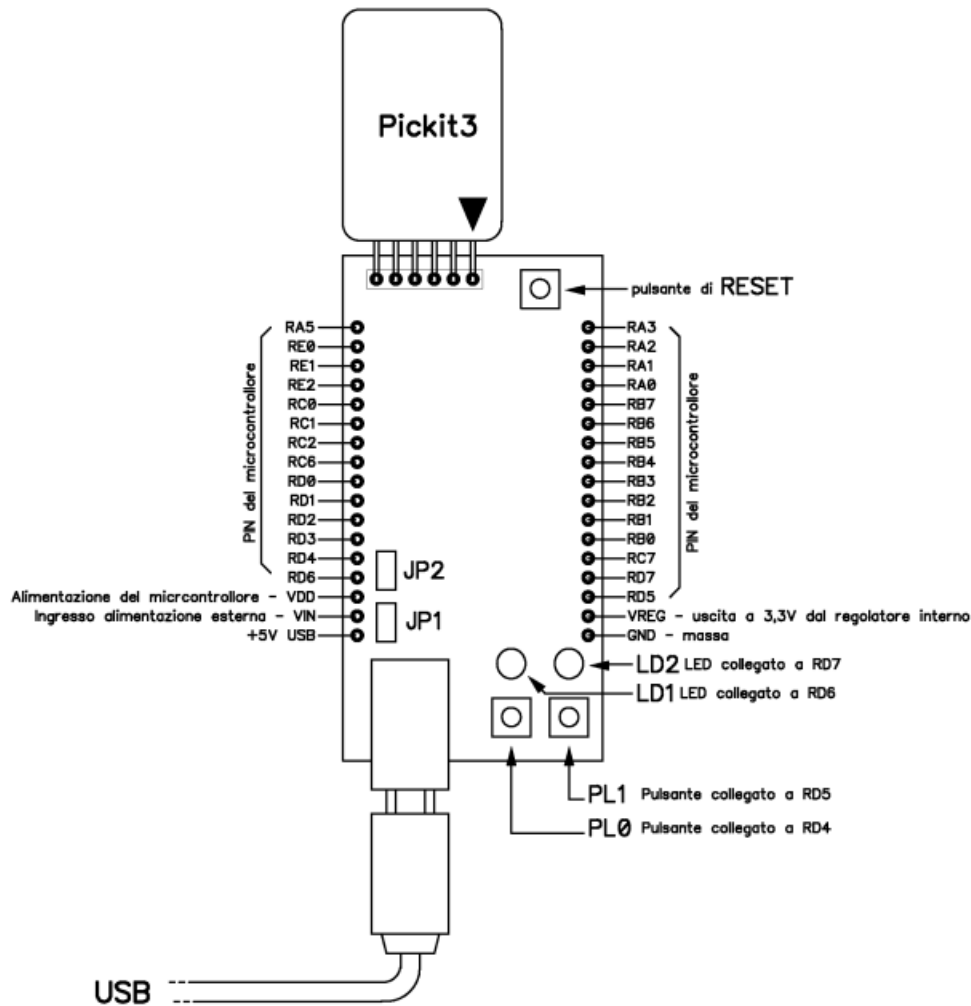 Pickit3
pulsante di RESET
PIN del microcontrollore
RA5
RE0
RE1
RE2
RC0
RC1
RC2
RC6
RD0
RD1
RD2
RD3
RD4
RD6
Alimentazione del micrcontrollore - VDD
Ingresso alimentazione esterna - VIN
+5V USB
JP2
JP1
RA3
RA2
RA1
RA0
RB7
RB6
RB5
RB4
RB3
RB2
RB1
RB0
RC7
RD7
RD5
PIN del microcontrollore
VREG - uscita a 3,3V dal regolatore interno
GND - massa
LD2 LED collegato a RD7
LD1 LED collegato a RD6
PL1 Pulsante collegato a RD5
PL0 Pulsante collegato a RD4
USB